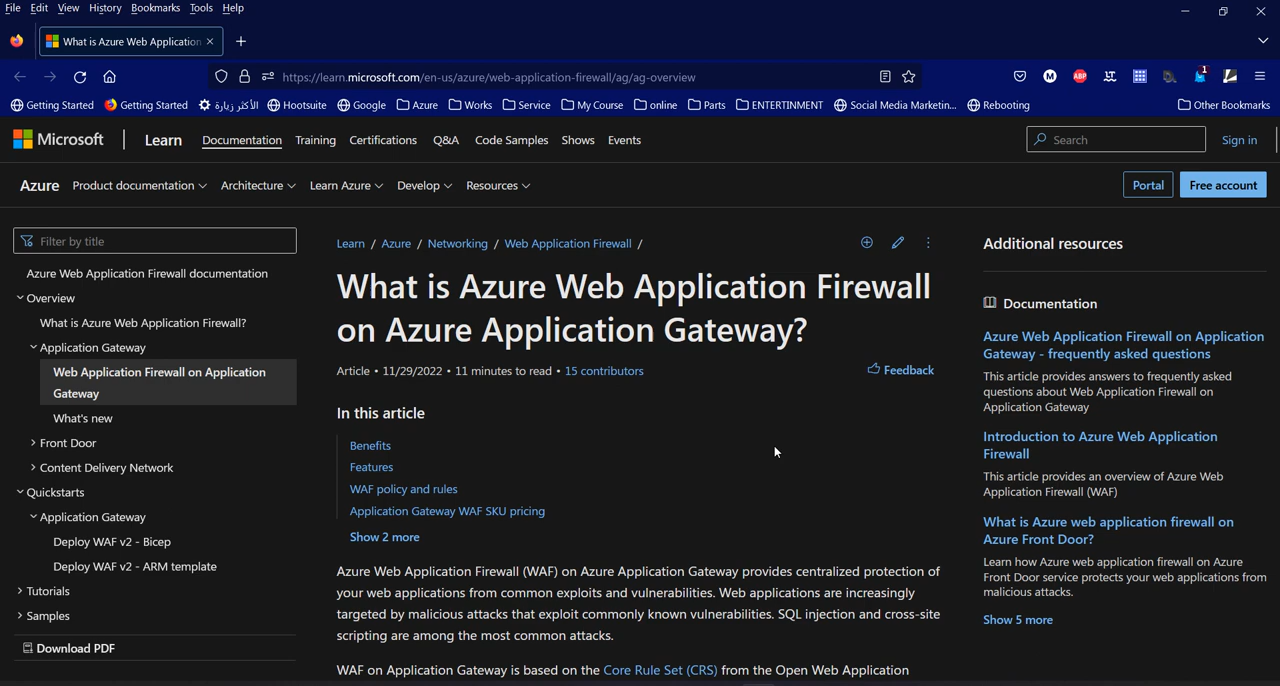 File Edit View History Bookmarks Tools Help
What is Azure Web Application
https://learn.microsoft.com/en-us/azure/web-application-firewall/ag/ag-overview
M ABP 1
Getting Started Getting Started الأكثر زيارة Hootsuite Google Azure Works Service My Course online Parts ENTERTINMENT Social Media Marketin... Rebooting Other Bookmarks
Microsoft Learn Documentation Training Certifications Q&A Code Samples Shows Events Search Sign in
Azure Product documentation Architecture Learn Azure Develop Resources Portal Free account
Filter by title
Azure Web Application Firewall documentation
Overview
What is Azure Web Application Firewall?
Application Gateway
Web Application Firewall on Application
Gateway
What's new
Front Door
Content Delivery Network
Quickstarts
Application Gateway
Deploy WAF v2 - Bicep
Deploy WAF v2 - ARM template
Tutorials
Samples
Download PDF
Learn / Azure / Networking / Web Application Firewall /
What is Azure Web Application Firewall
on Azure Application Gateway?
Article • 11/29/2022 • 11 minutes to read • 15 contributors
Feedback
In this article
Benefits
Features
WAF policy and rules
Application Gateway WAF SKU pricing
Show 2 more
Azure Web Application Firewall (WAF) on Azure Application Gateway provides centralized protection of
your web applications from common exploits and vulnerabilities. Web applications are increasingly
targeted by malicious attacks that exploit commonly known vulnerabilities. SQL injection and cross-site
scripting are among the most common attacks.
WAF on Application Gateway is based on the Core Rule Set (CRS) from the Open Web Application
Additional resources
Documentation
Azure Web Application Firewall on Application
Gateway - frequently asked questions
This article provides answers to frequently asked
questions about Web Application Firewall on
Application Gateway
Introduction to Azure Web Application
Firewall
This article provides an overview of Azure Web
Application Firewall (WAF)
What is Azure web application firewall on
Azure Front Door?
Learn how Azure web application firewall on Azure
Front Door service protects your web applications from
malicious attacks.
Show 5 more